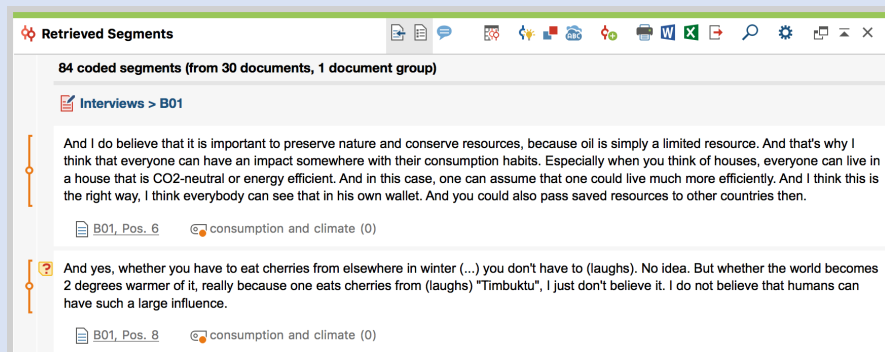 Retrieved Segments
84 coded segments (from 30 documents, 1 document group)
Interviews > B01
And I do believe that it is important to preserve nature and conserve resources, because oil is simply a limited resource. And that's why I
think that everyone can have an impact somewhere with their consumption habits. Especially when you think of houses, everyone can live in
a house that is CO2-neutral or energy efficient. And in this case, one can assume that one could live much more efficiently. And I think this is
the right way, I think everybody can see that in his own wallet. And you could also pass saved resources to other countries then.
B01, Pos. 6 consumption and climate (0)
And yes, whether you have to eat cherries from elsewhere in winter (...) you don't have to (laughs). No idea. But whether the world becomes
2 degrees warmer of it, really because one eats cherries from (laughs) "Timbuktu", I just don't believe it. I do not believe that humans can
have such a large influence.
B01, Pos. 8 consumption and climate (0)